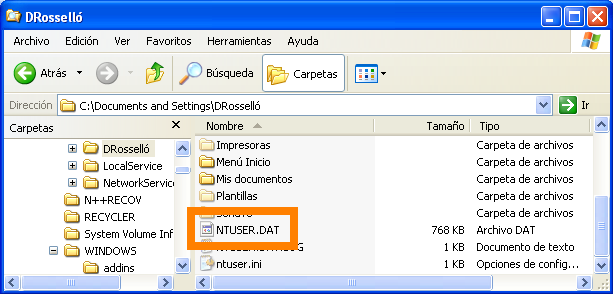 DRosselló
Archivo Edición Ver Favoritos Herramientas Ayuda
Atrás Búsqueda Carpetas
Dirección C:\Documents and Settings\DRosselló Ir
Carpetas
DRosselló
LocalService
NetworkService
N++RECOV
RECYCLER
System Volume Inf
WINDOWS
addins
Nombre Tamaño Tipo
Impresoras Carpeta de archivos
Menú Inicio Carpeta de archivos
Mis documentos Carpeta de archivos
Plantillas Carpeta de archivos
Carpeta de archivos
NTUSER.DAT 768 KB Archivo DAT
1 KB Documento de texto
ntuser.ini 1 KB Opciones de config...